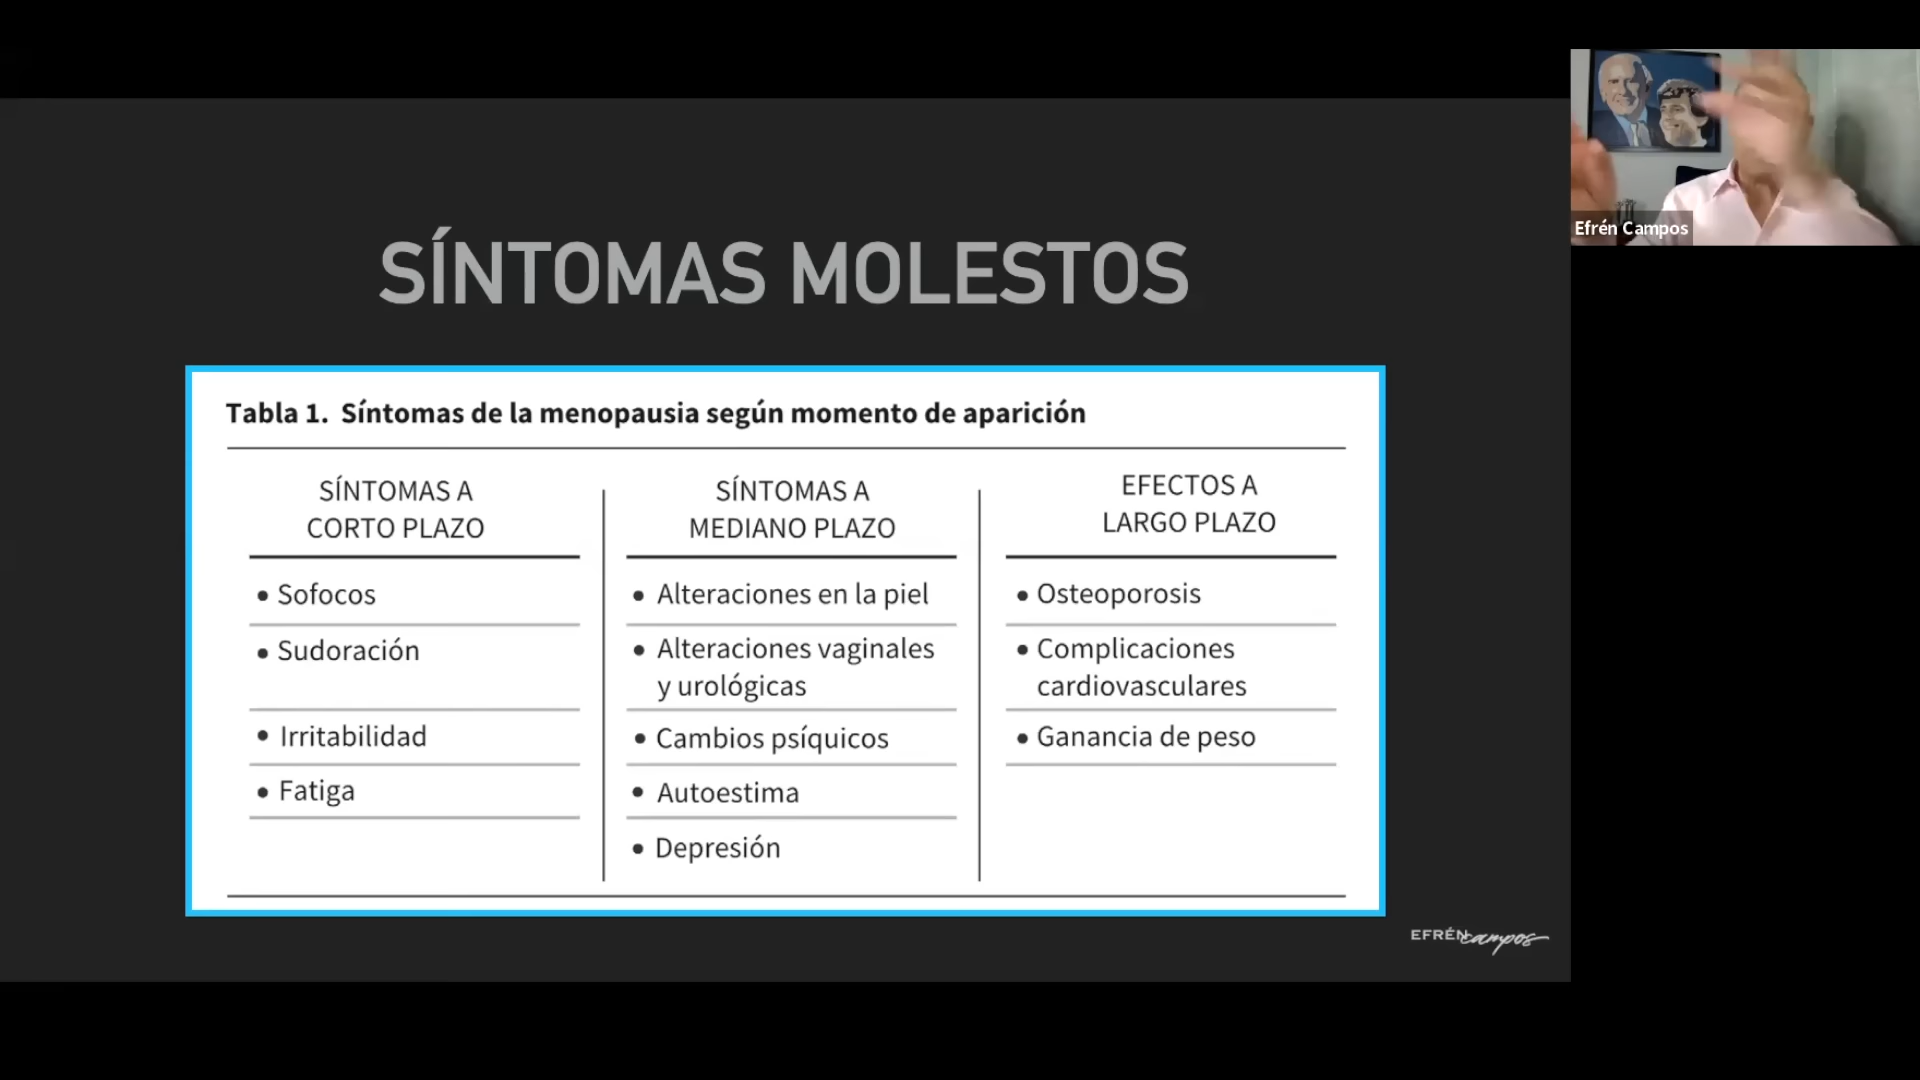 Efrén Campos
SÍNTOMAS MOLESTOS
Tabla 1. Síntomas de la menopausia según momento de aparición
SÍNTOMAS A
CORTO PLAZO
• Sofocos
• Sudoración
• Irritabilidad
• Fatiga
SÍNTOMAS A
MEDIANO PLAZO
• Alteraciones en la piel
• Alteraciones vaginales
y urológicas
• Cambios psíquicos
• Autoestima
• Depresión
EFECTOS A
LARGO PLAZO
• Osteoporosis
• Complicaciones
cardiovasculares
• Ganancia de peso
EFRÉN campos